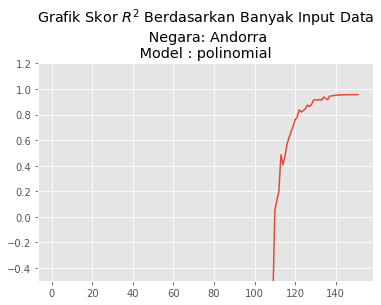 Grafik Skor R² Berdasarkan Banyak Input Data
Negara: Andorra
Model : polinomial
1.2
1.0
0.8
0.6
0.4
0.2
0.0
−0.2
−0.4
0 20 40 60 80 100 120 140